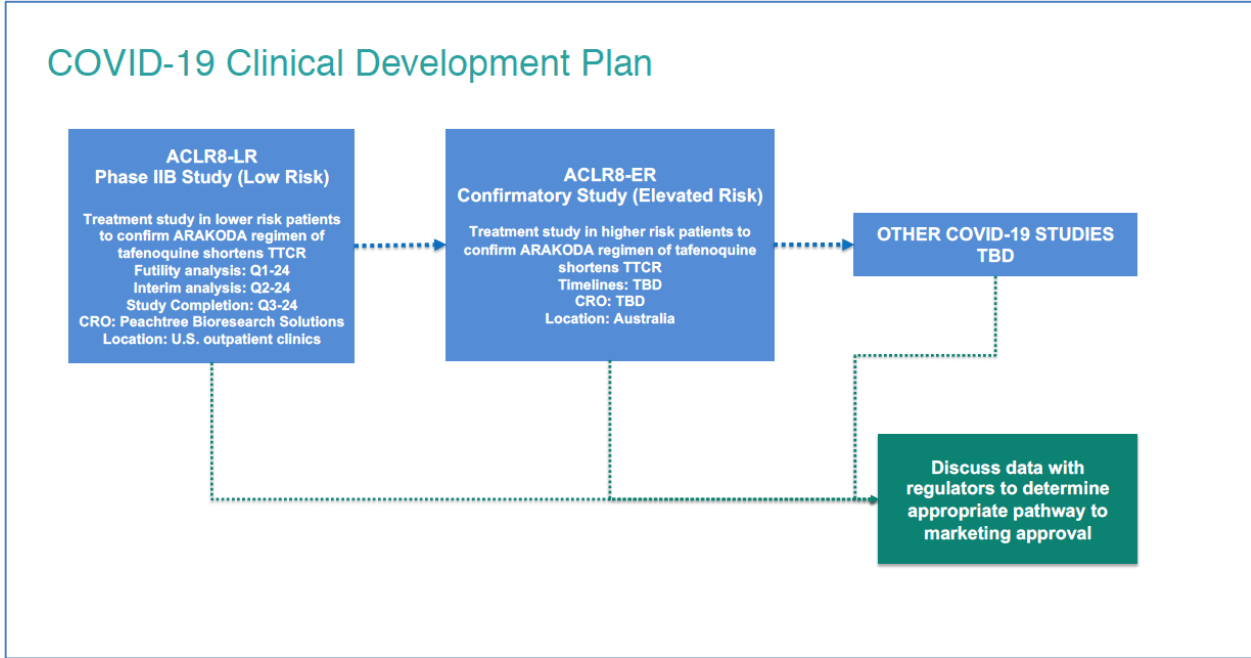 COVID-19 Clinical Development Plan
ACLR8-LR
Phase IIB Study (Low Risk)
Treatment study in lower risk patients
to confirm ARAKODA regimen of
tafenoquine shortens TTCR
Futility analysis: Q1-24
Interim analysis: Q2-24
Study Completion: Q3-24
CRO: Peachtree Bioresearch Solutions
Location: U.S. outpatient clinics
ACLR8-ER
Confirmatory Study (Elevated Risk)
Treatment study in higher risk patients to
confirm ARAKODA regimen of tafenoquine
shortens TTCR
Timelines: TBD
CRO: TBD
Location: Australia
OTHER COVID-19 STUDIES
TBD
Discuss data with
regulators to determine
appropriate pathway to
marketing approval